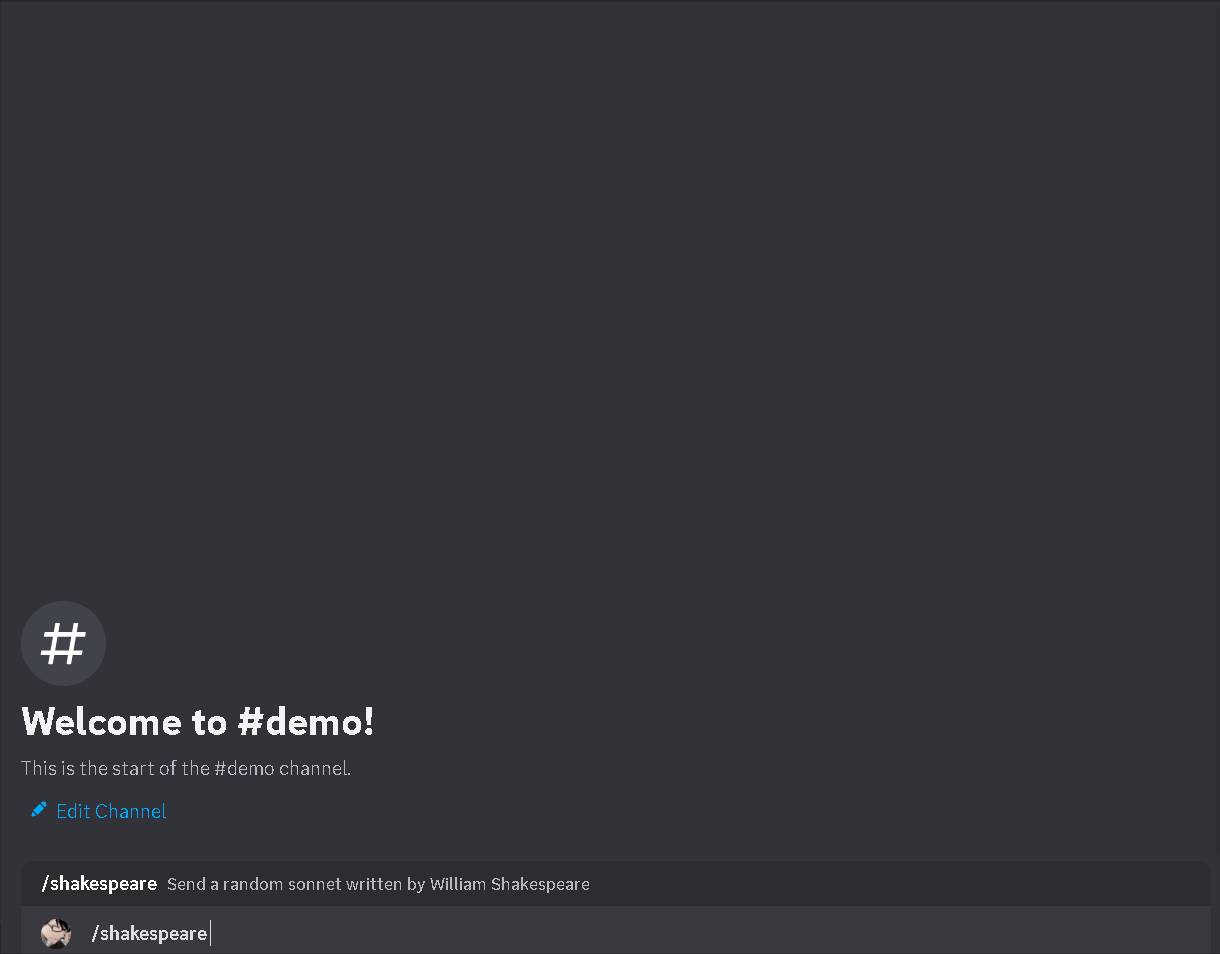 #
Welcome to #demo!
This is the start of the #demo channel.
Edit Channel
/shakespeare Send a random sonnet written by William Shakespeare
/shakespeare